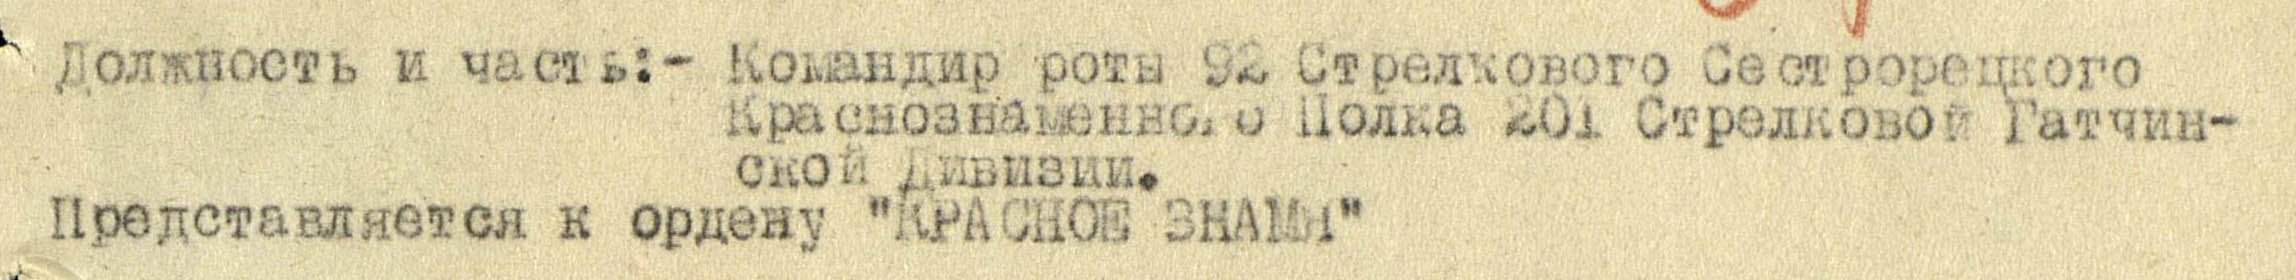 Должность и часть:- Командир роты 92 Стрелкового Сестрорецкого
Краснознаменного Полка 201 Стрелковой Гатчин-
ской Дивизии.
Представляется к ордену "КРАСНОЕ ЗНАМЯ"